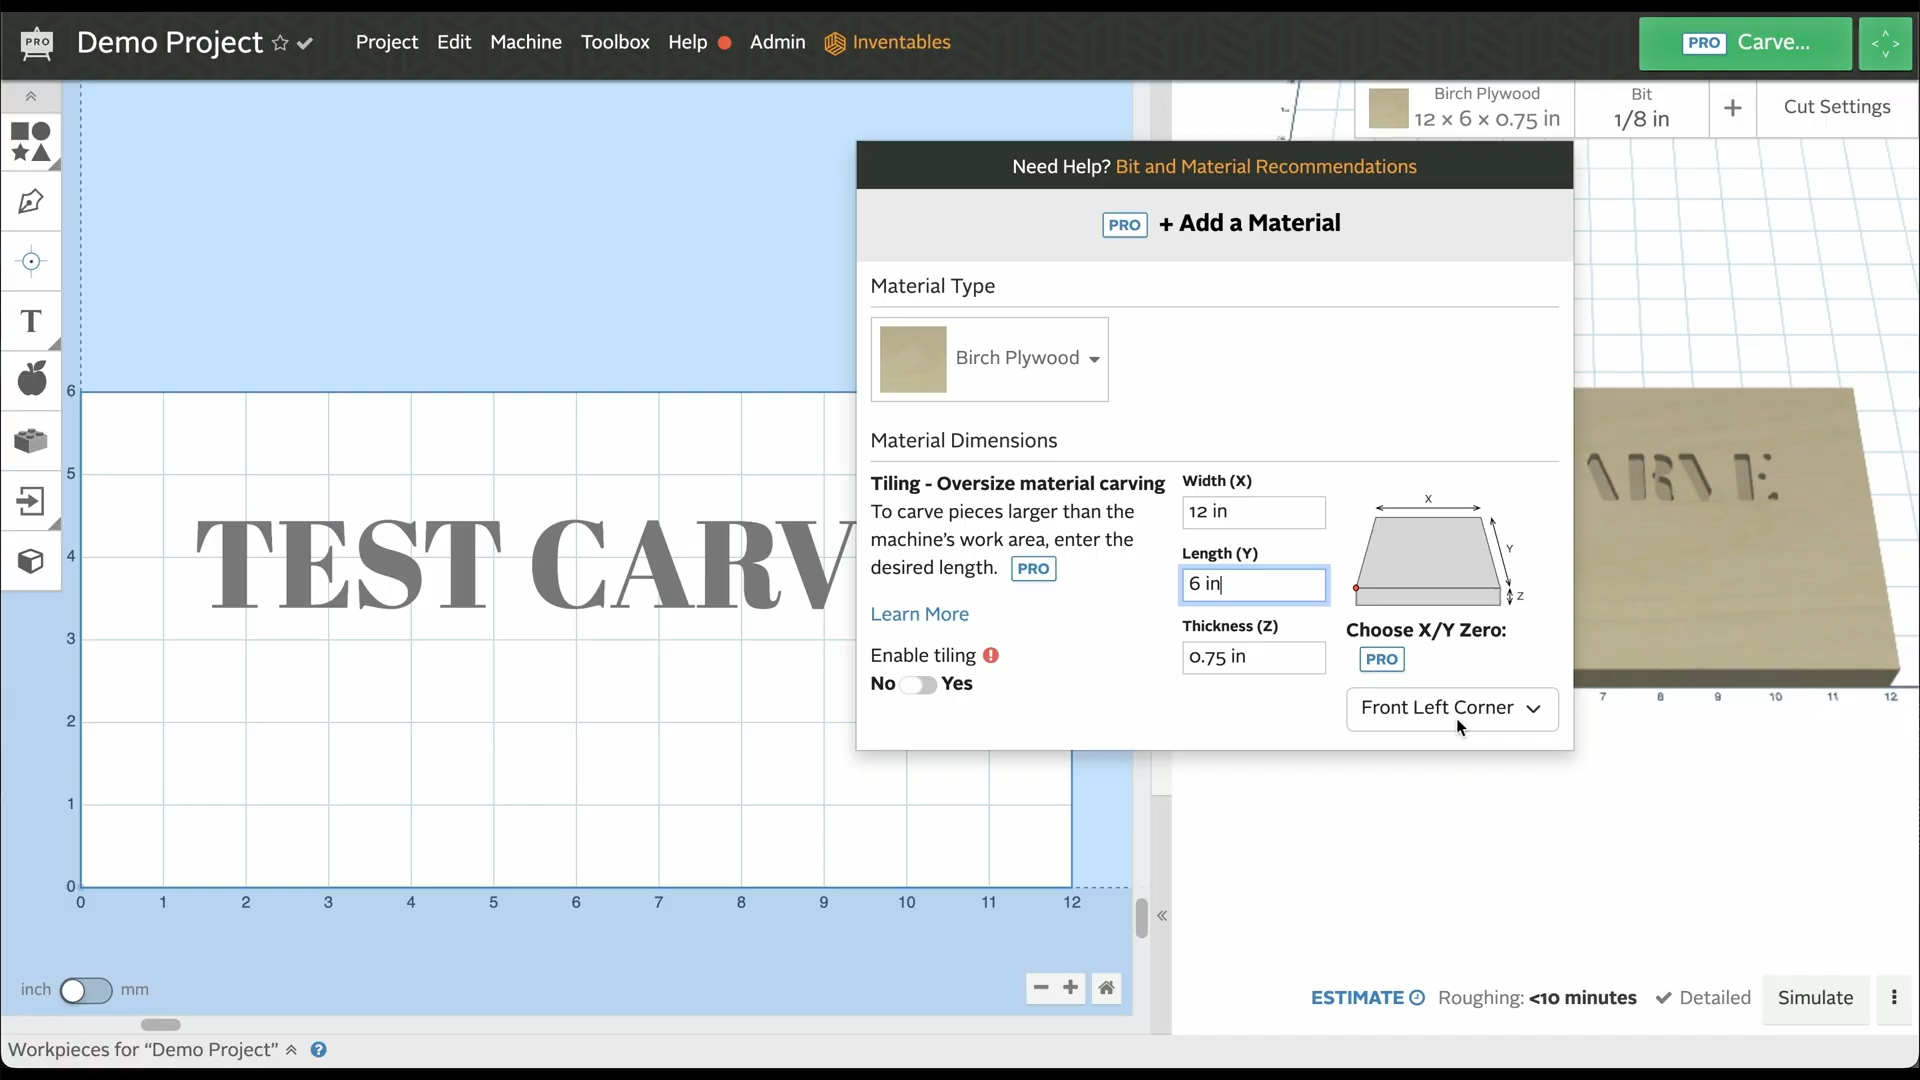 PRO
Demo Project
Project Edit Machine Toolbox Help Admin Inventables
PRO Carve...
Birch Plywood
12 × 6 × 0.75 in
Bit
1/8 in
+
Cut Settings
Need Help? Bit and Material Recommendations
PRO + Add a Material
Material Type
Birch Plywood
Material Dimensions
Tiling - Oversize material carving
To carve pieces larger than the
machine's work area, enter the
desired length. PRO
Learn More
Enable tiling
No Yes
Width (X)
12 in
Length (Y)
6 in
Thickness (Z)
0.75 in
X
Y
Z
Choose X/Y Zero:
PRO
Front Left Corner
T
6
5
4
3
2
1
0
TEST CARV
0 1 2 3 4 5 6 7 8 9 10 11 12
ARVE
7 8 9 10 11 12
inch mm
ESTIMATE Roughing: <10 minutes Detailed Simulate
Workpieces for “Demo Project” ?